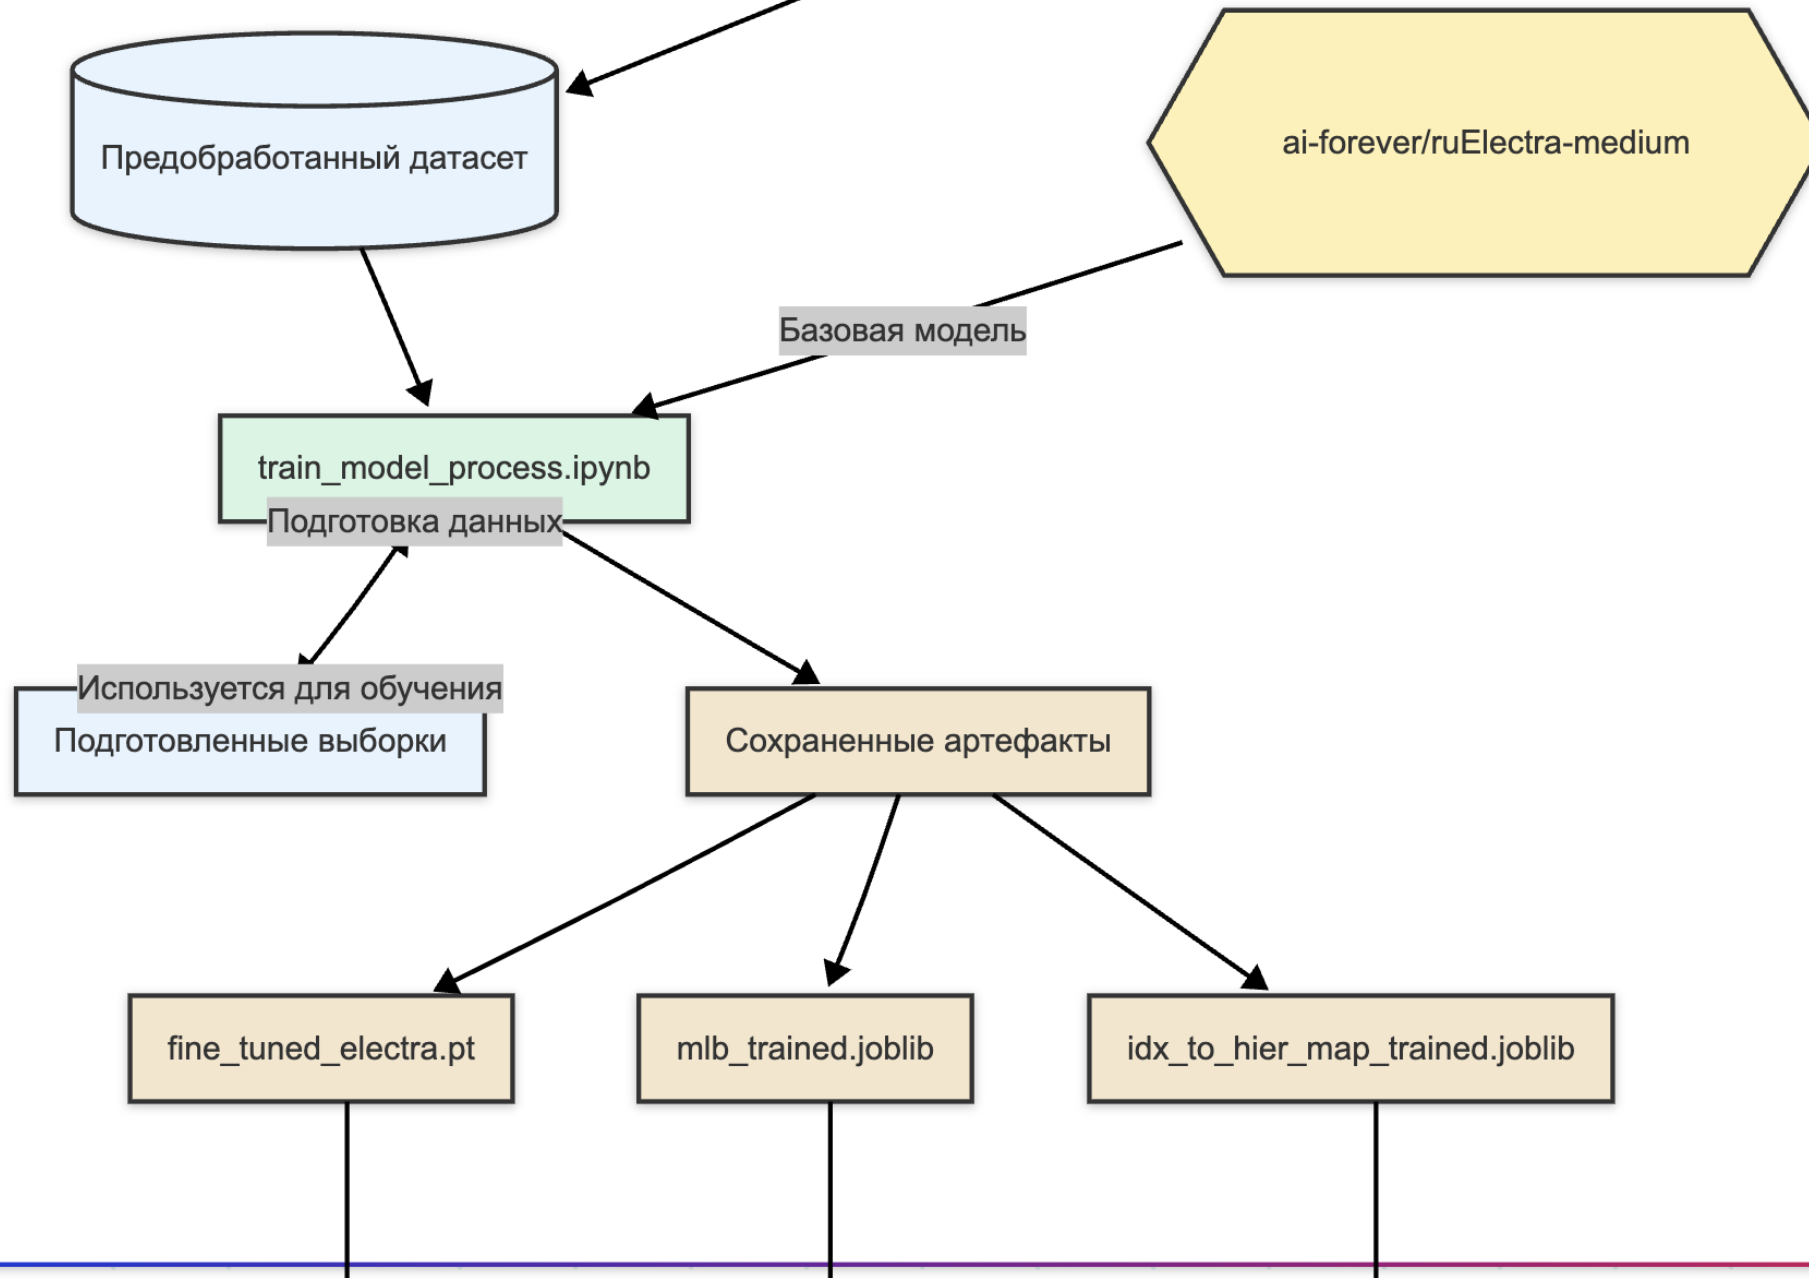 Предобработанный датасет
ai-forever/ruElectra-medium
Базовая модель
train_model_process.ipynb
Подготовка данных
Используется для обучения
Подготовленные выборки
Сохраненные артефакты
fine_tuned_electra.pt
mlb_trained.joblib
idx_to_hier_map_trained.joblib